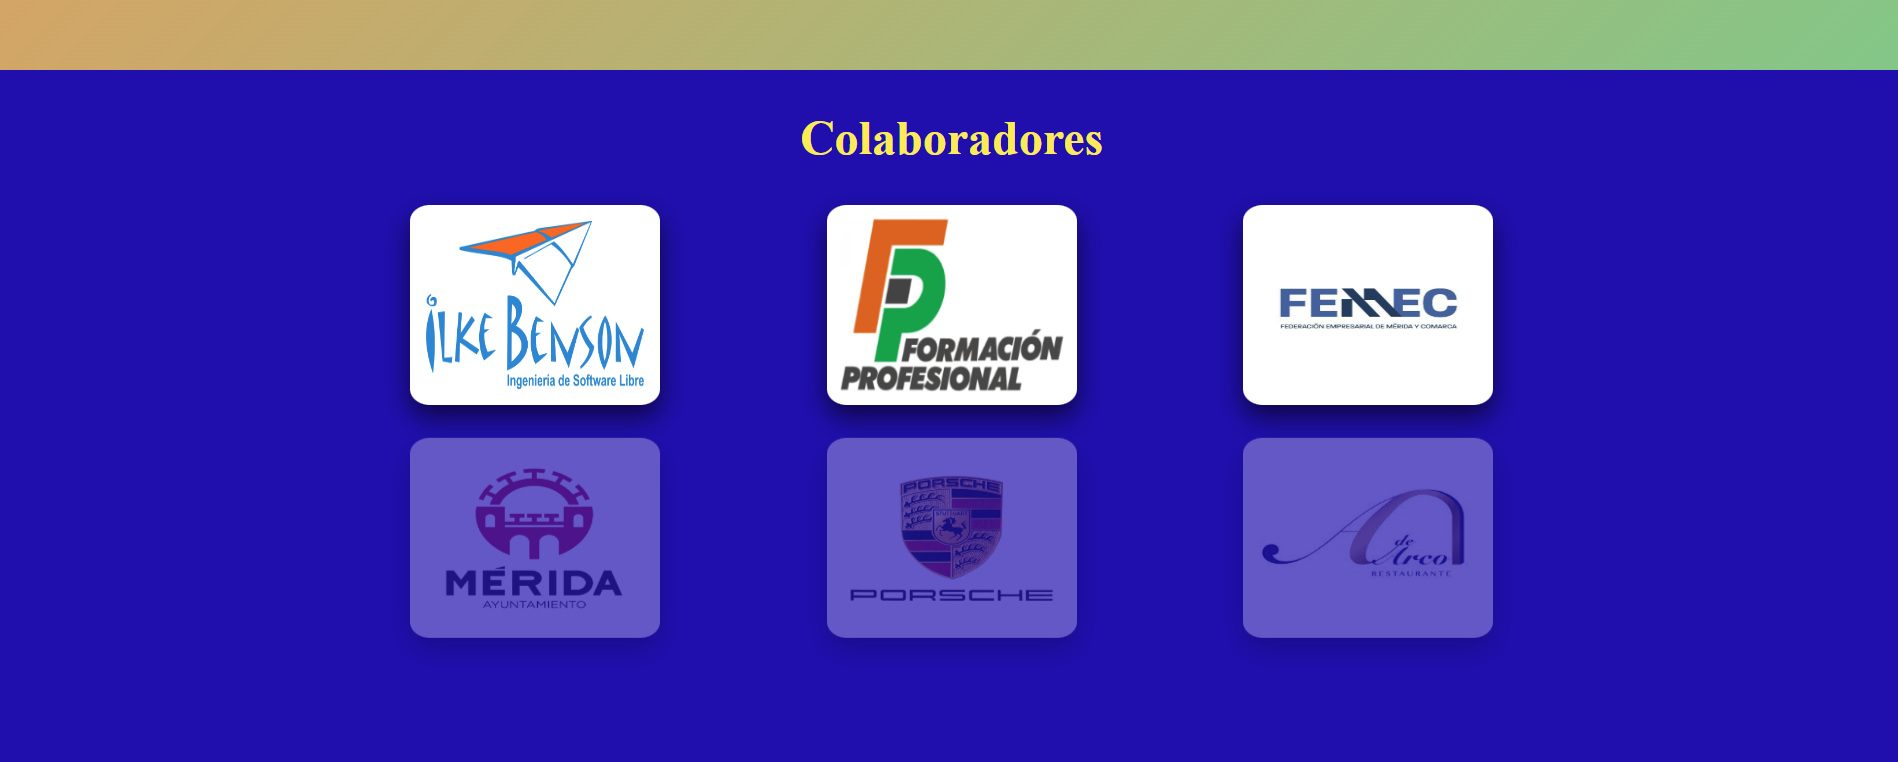 Colaboradores
ILKE BENSON
Ingeniería de Software Libre
FP
FORMACIÓN
PROFESIONAL
FEMEC
FEDERACIÓN EMPRESARIAL DE MÉRIDA Y COMARCA
MÉRIDA
AYUNTAMIENTO
PORSCHE
STUTTGART
PORSCHE
A de
Arco
RESTAURANTE